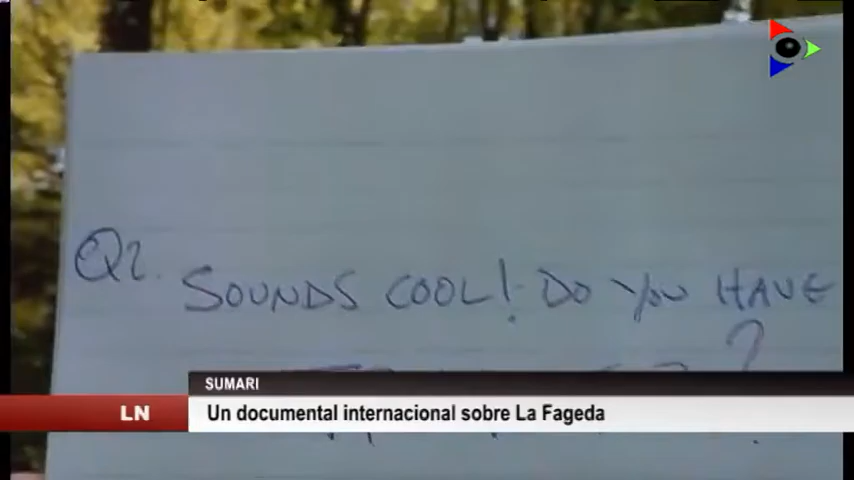 Q2. SOUNDS COOL! DO YOU HAVE
?
SUMARI
LN
Un documental internacional sobre La Fageda